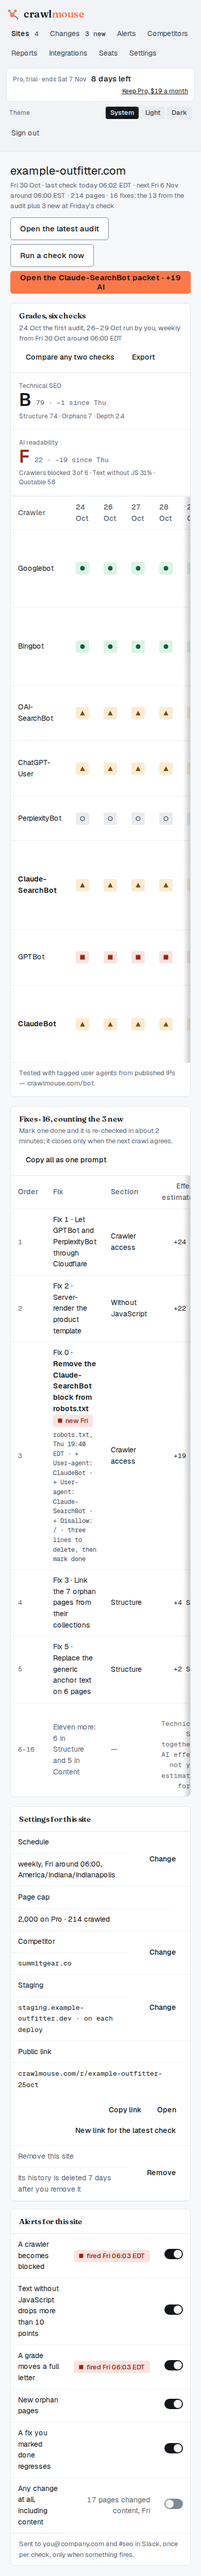 crawlmouse
Sites 4 Changes 3 new Alerts Competitors
Reports Integrations Seats Settings
Pro, trial · ends Sat 7 Nov 8 days left
Keep Pro, $19 a month
Theme System Light Dark
Sign out
example-outfitter.com
Fri 30 Oct · last check today 06:02 EDT · next Fri 6 Nov
around 06:00 EST · 214 pages · 16 fixes: the 13 from the
audit plus 3 new at Friday's check
Open the latest audit
Run a check now
Open the Claude-SearchBot packet · +19
AI
Grades, six checks
24 Oct the first audit, 26–29 Oct run by you, weekly
from Fri 30 Oct around 06:00 EDT
Compare any two checks Export
Technical SEO
B 79 · −1 since Thu
Structure 74 · Orphans 7 · Depth 2.4
AI readability
F 22 · −19 since Thu
Crawlers blocked 3 of 6 · Text without JS 31% ·
Quotable 58
Crawler 24 Oct 26 Oct 27 Oct 28 Oct
Googlebot
Bingbot
OAI-
SearchBot
ChatGPT-
User
PerplexityBot
Claude-
SearchBot
GPTBot
ClaudeBot
Tested with tagged user agents from published IPs
— crawlmouse.com/bot.
Fixes · 16, counting the 3 new
Mark one done and it is re-checked in about 2
minutes; it closes only when the next crawl agrees.
Copy all as one prompt
Order Fix Section
1 Fix 1 · Let
GPTBot and
PerplexityBot
through
Cloudflare
Crawler
access
+24
2 Fix 2 ·
Server-
render the
product
template
Without
JavaScript
+22
3 Fix 0 ·
Remove the
Claude-
SearchBot
block from
robots.txt
new Fri
robots.txt,
Thu 19:40
EDT · +
User-agent:
ClaudeBot ·
+ User-
agent:
Claude-
SearchBot ·
+ Disallow:
/ · three
lines to
delete, then
mark done
Crawler
access
+19
4 Fix 3 · Link
the 7 orphan
pages from
their
collections
Structure
+4
5 Fix 5 ·
Replace the
generic
anchor text
on 6 pages
Structure
+2
6–16 Eleven more:
6 in
Structure
and 5 in
Content
—
Settings for this site
Schedule
weekly, Fri around 06:00,
America/Indiana/Indianapolis
Change
Page cap
2,000 on Pro · 214 crawled
Competitor
summitgear.co
Change
Staging
staging.example-
outfitter.dev · on each
deploy
Change
Public link
crawlmouse.com/r/example-outfitter-
25oct
Copy link Open
New link for the latest check
Remove this site
Its history is deleted 7 days
after you remove it
Remove
Alerts for this site
A crawler
becomes
blocked
fired Fri 06:03 EDT
Text without
JavaScript
drops more
than 10
points
A grade
moves a full
letter
fired Fri 06:03 EDT
New orphan
pages
A fix you
marked
done
regresses
Any change
at all,
including
content
17 pages changed
content, Fri
Sent to you@company.com and #seo in Slack, once
per check, only when something fires.